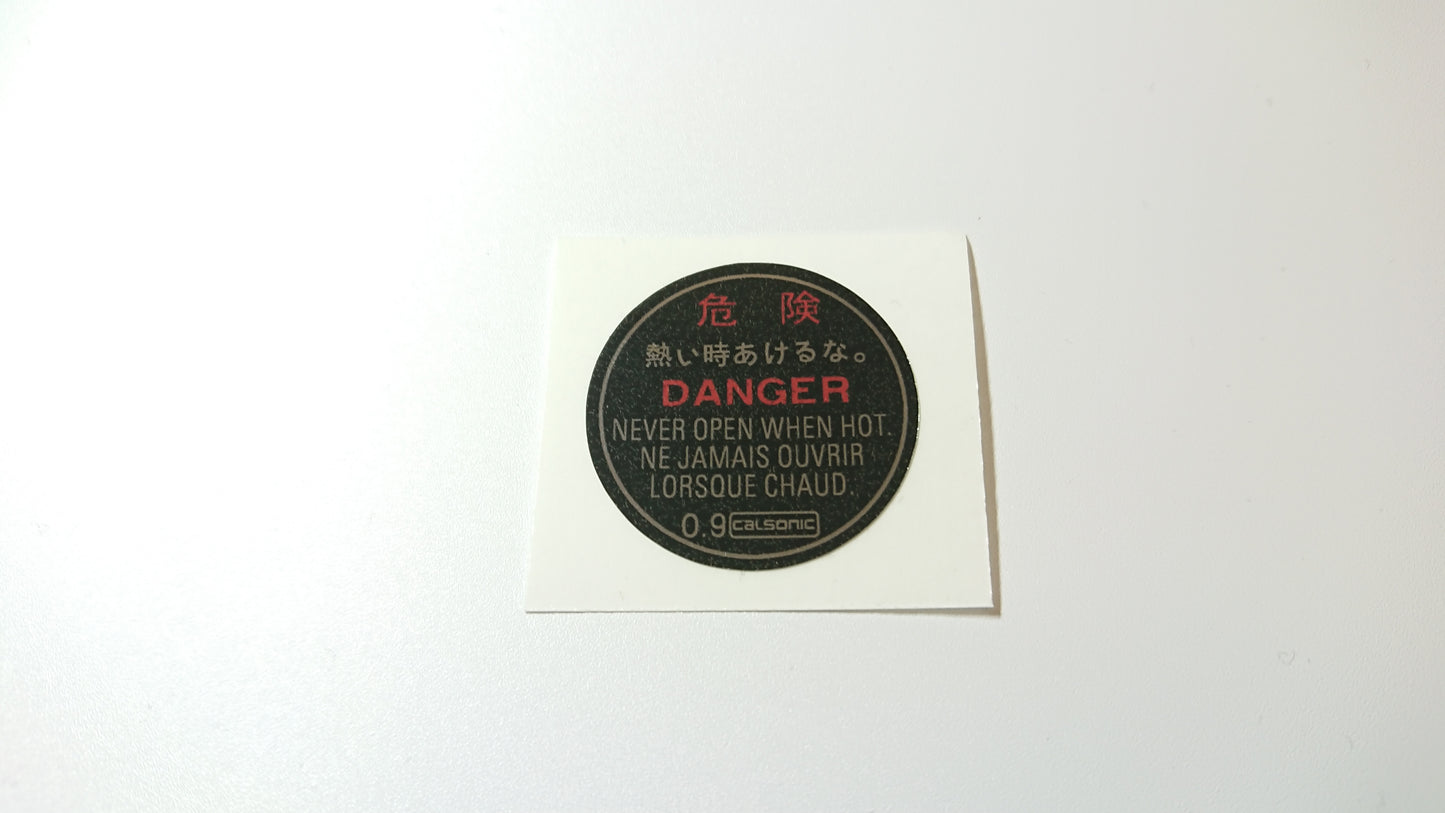 危 険
熱い時あけるな。
DANGER
NEVER OPEN WHEN HOT.
NE JAMAIS OUVRIR
LORSQUE CHAUD.
0.9 calsonic